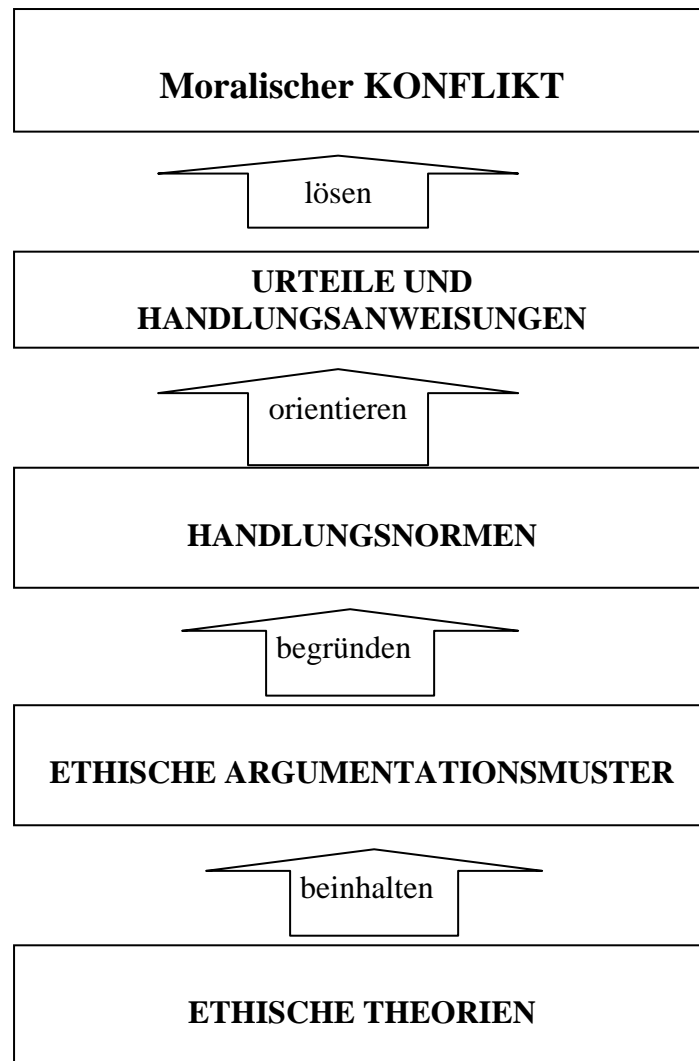 Moralischer KONFLIKT
lösen
URTEILE UND
HANDLUNGSANWEISUNGEN
orientieren
HANDLUNGSNORMEN
begründen
ETHISCHE ARGUMENTATIONSMUSTER
beinhalten
ETHISCHE THEORIEN